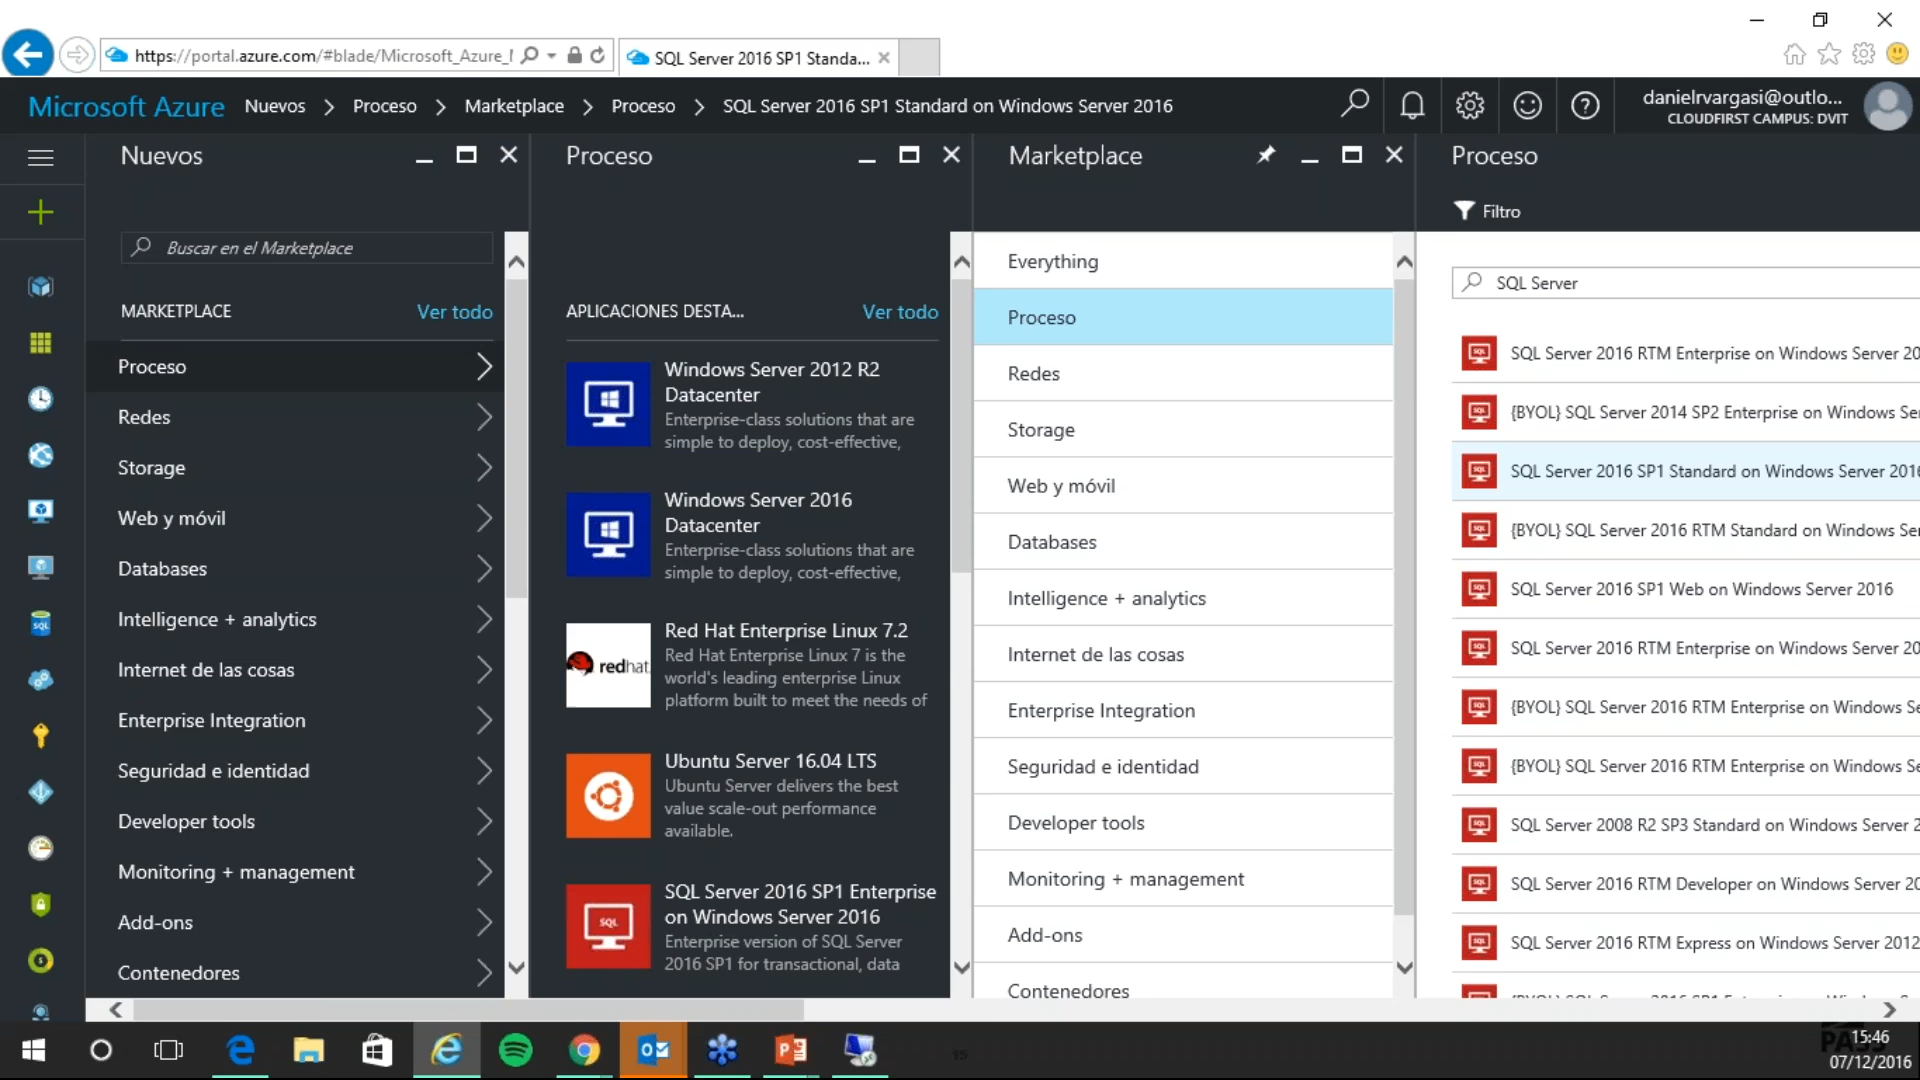 https://portal.azure.com/#blade/Microsoft_Azure_
SQL Server 2016 SP1 Standa...
Microsoft Azure
Nuevos > Proceso > Marketplace > Proceso > SQL Server 2016 SP1 Standard on Windows Server 2016
danielrvargasi@outlo...
CLOUDFIRST CAMPUS: DVIT
Nuevos
Buscar en el Marketplace
MARKETPLACE
Ver todo
Proceso
Redes
Storage
Web y móvil
Databases
Intelligence + analytics
Internet de las cosas
Enterprise Integration
Seguridad e identidad
Developer tools
Monitoring + management
Add-ons
Contenedores
Proceso
APLICACIONES DESTA...
Ver todo
Windows Server 2012 R2
Datacenter
Enterprise-class solutions that are
simple to deploy, cost-effective,
Windows Server 2016
Datacenter
Enterprise-class solutions that are
simple to deploy, cost-effective,
redhat
Red Hat Enterprise Linux 7.2
Red Hat Enterprise Linux 7 is the
world's leading enterprise Linux
platform built to meet the needs of
Ubuntu Server 16.04 LTS
Ubuntu Server delivers the best
value scale-out performance
available.
SQL
SQL Server 2016 SP1 Enterprise
on Windows Server 2016
Enterprise version of SQL Server
2016 SP1 for transactional, data
Marketplace
Everything
Proceso
Redes
Storage
Web y móvil
Databases
Intelligence + analytics
Internet de las cosas
Enterprise Integration
Seguridad e identidad
Developer tools
Monitoring + management
Add-ons
Contenedores
Proceso
Filtro
SQL Server
SQL Server 2016 RTM Enterprise on Windows Server 20
{BYOL} SQL Server 2014 SP2 Enterprise on Windows Se
SQL Server 2016 SP1 Standard on Windows Server 2016
{BYOL} SQL Server 2016 RTM Standard on Windows Se
SQL Server 2016 SP1 Web on Windows Server 2016
SQL Server 2016 RTM Enterprise on Windows Server 20
{BYOL} SQL Server 2016 RTM Enterprise on Windows Se
{BYOL} SQL Server 2016 RTM Enterprise on Windows Se
SQL Server 2008 R2 SP3 Standard on Windows Server 2
SQL Server 2016 RTM Developer on Windows Server 20
SQL Server 2016 RTM Express on Windows Server 2012
15
PASS
15:46
07/12/2016